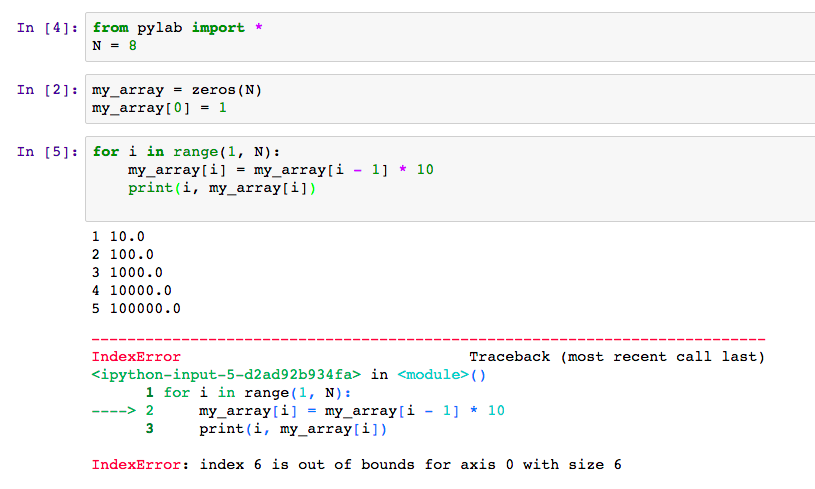 In [4]: from pylab import *
N = 8
In [2]: my_array = zeros(N)
my_array[0] = 1
In [5]: for i in range(1, N):
    my_array[i] = my_array[i - 1] * 10
    print(i, my_array[i])
1 10.0
2 100.0
3 1000.0
4 10000.0
5 100000.0
---------------------------------------------------------------------------
IndexError                                Traceback (most recent call last)
<ipython-input-5-d2ad92b934fa> in <module>()
      1 for i in range(1, N):
----> 2     my_array[i] = my_array[i - 1] * 10
      3     print(i, my_array[i])
IndexError: index 6 is out of bounds for axis 0 with size 6